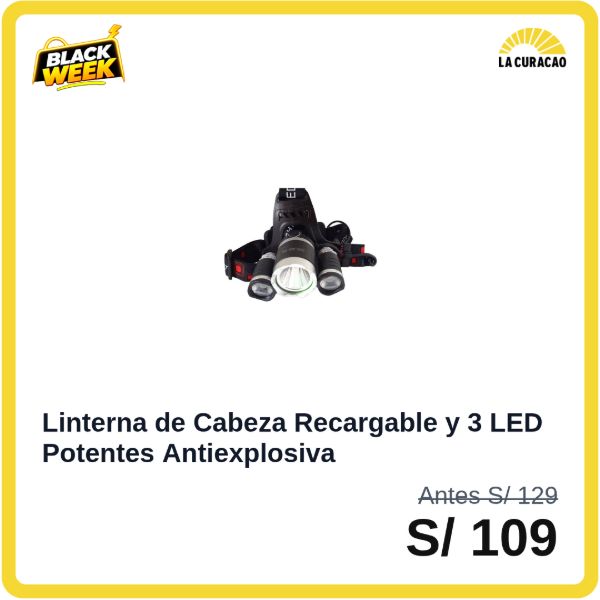 BLACK
WEEK
LA CURACAO
Linterna de Cabeza Recargable y 3 LED
Potentes Antiexplosiva
Antes S/ 129
S/ 109